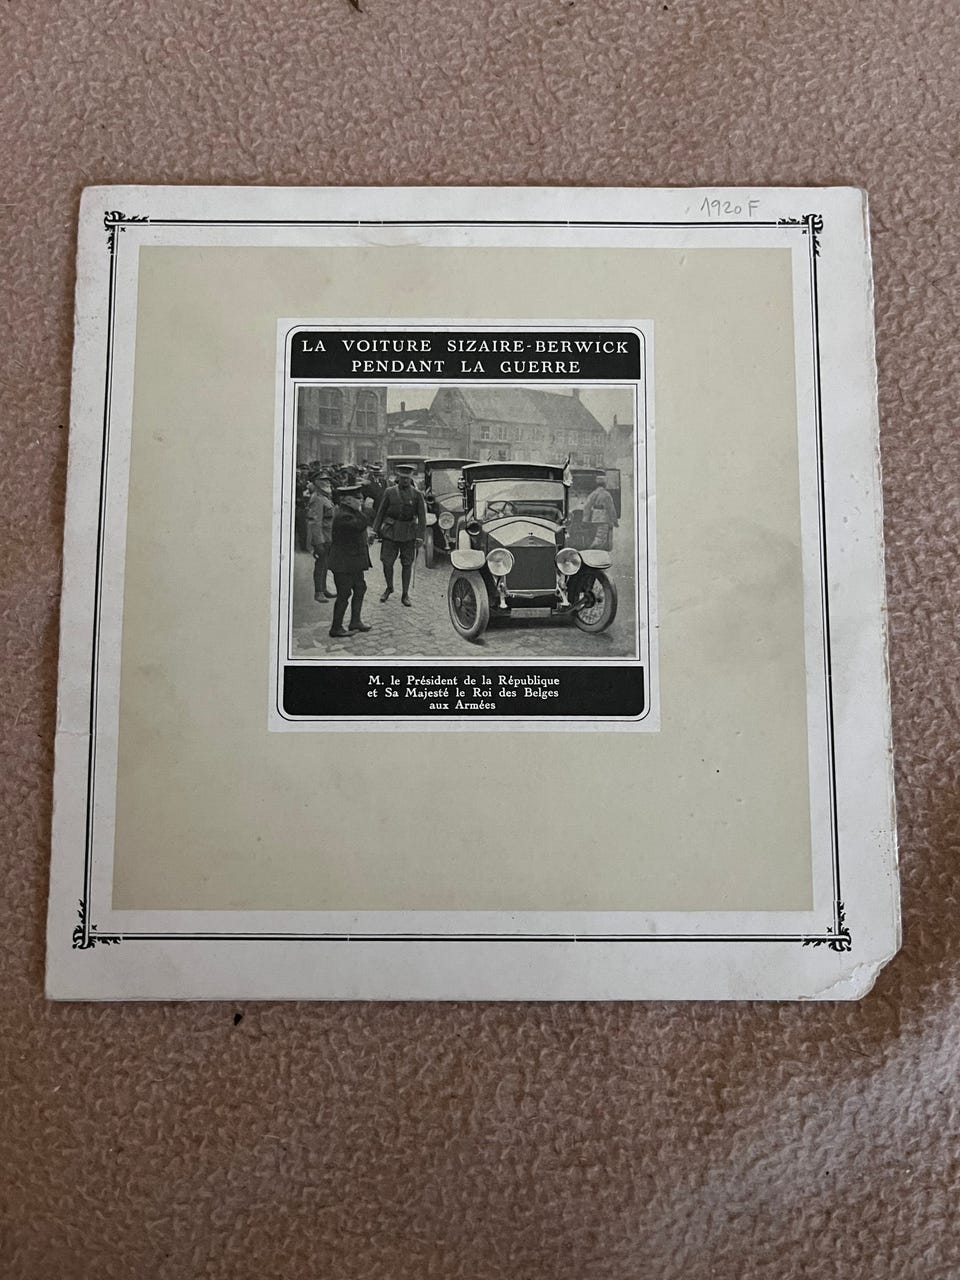 1920 F
LA VOITURE SIZAIRE-BERWICK
PENDANT LA GUERRE
M. le Président de la République
et Sa Majesté le Roi des Belges
aux Armées